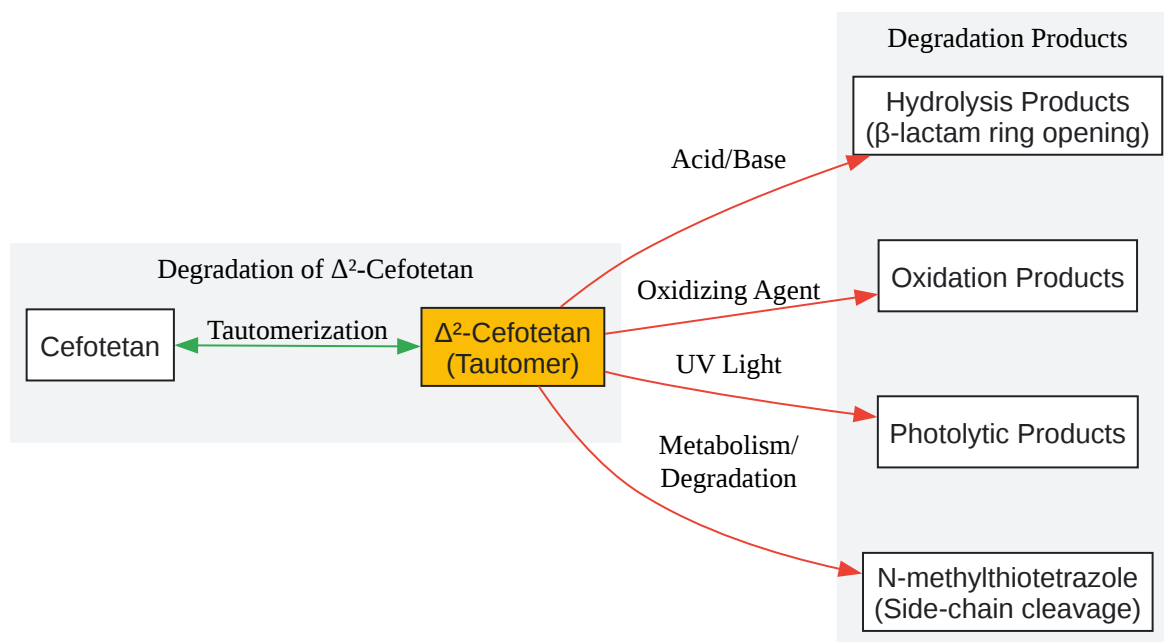 Degradation Products
Hydrolysis Products
(β-lactam ring opening)
Acid/Base
Degradation of Δ²-Cefotetan
Oxidizing Agent
Oxidation Products
Cefotetan
Tautomerization
Δ²-Cefotetan
(Tautomer)
UV Light
Photolytic Products
Metabolism/
Degradation
N-methylthiotetrazole
(Side-chain cleavage)